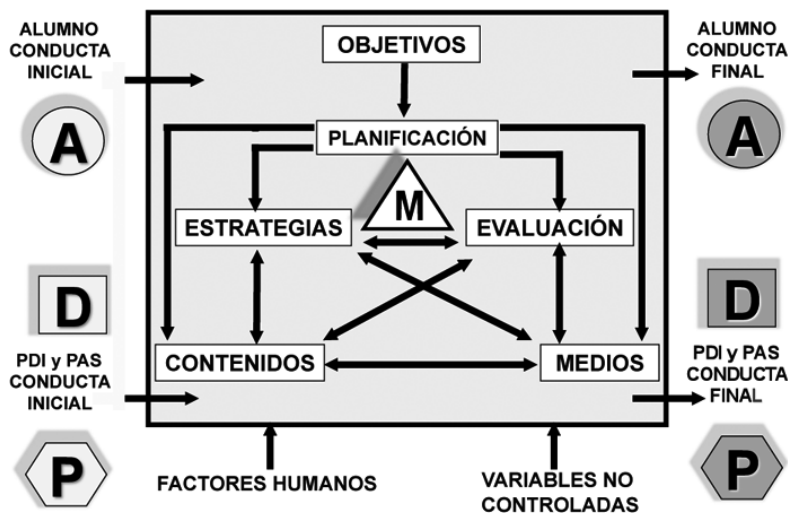 ALUMNO
CONDUCTA
INICIAL
A
D
PDI y PAS
CONDUCTA
INICIAL
P
OBJETIVOS
PLANIFICACIÓN
M
ESTRATEGIAS
EVALUACIÓN
CONTENIDOS
MEDIOS
FACTORES HUMANOS
VARIABLES NO
CONTROLADAS
ALUMNO
CONDUCTA
FINAL
A
D
PDI y PAS
CONDUCTA
FINAL
P